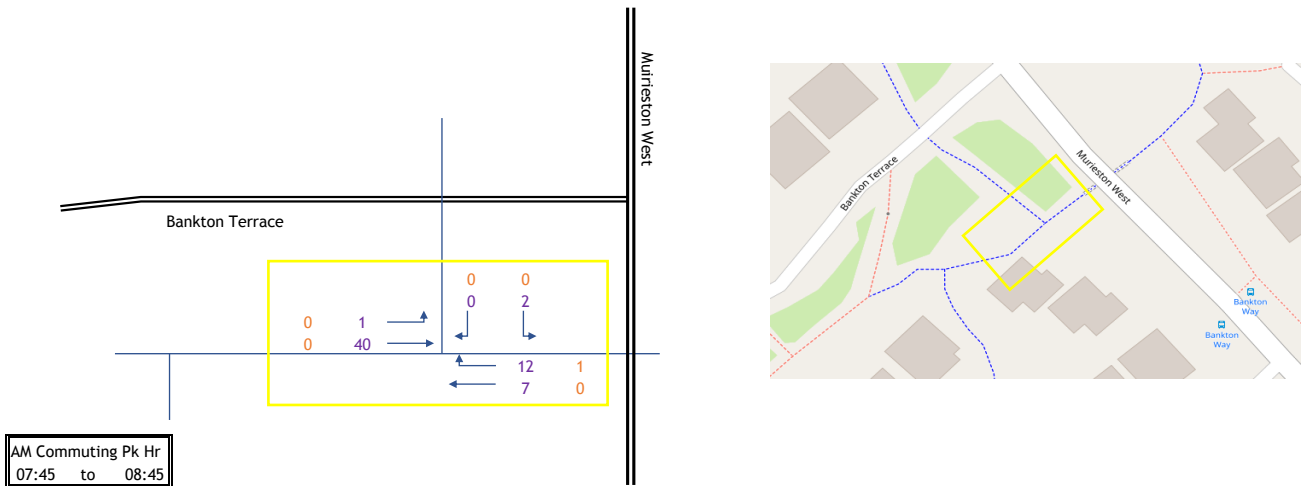 Muirieston West
Bankton Terrace
0 0
0 2
0 1
0 40
12 1
7 0
AM Commuting Pk Hr
07:45 to 08:45
Bankton Terrace
Murieston West
Bankton
Way
Bankton
Way